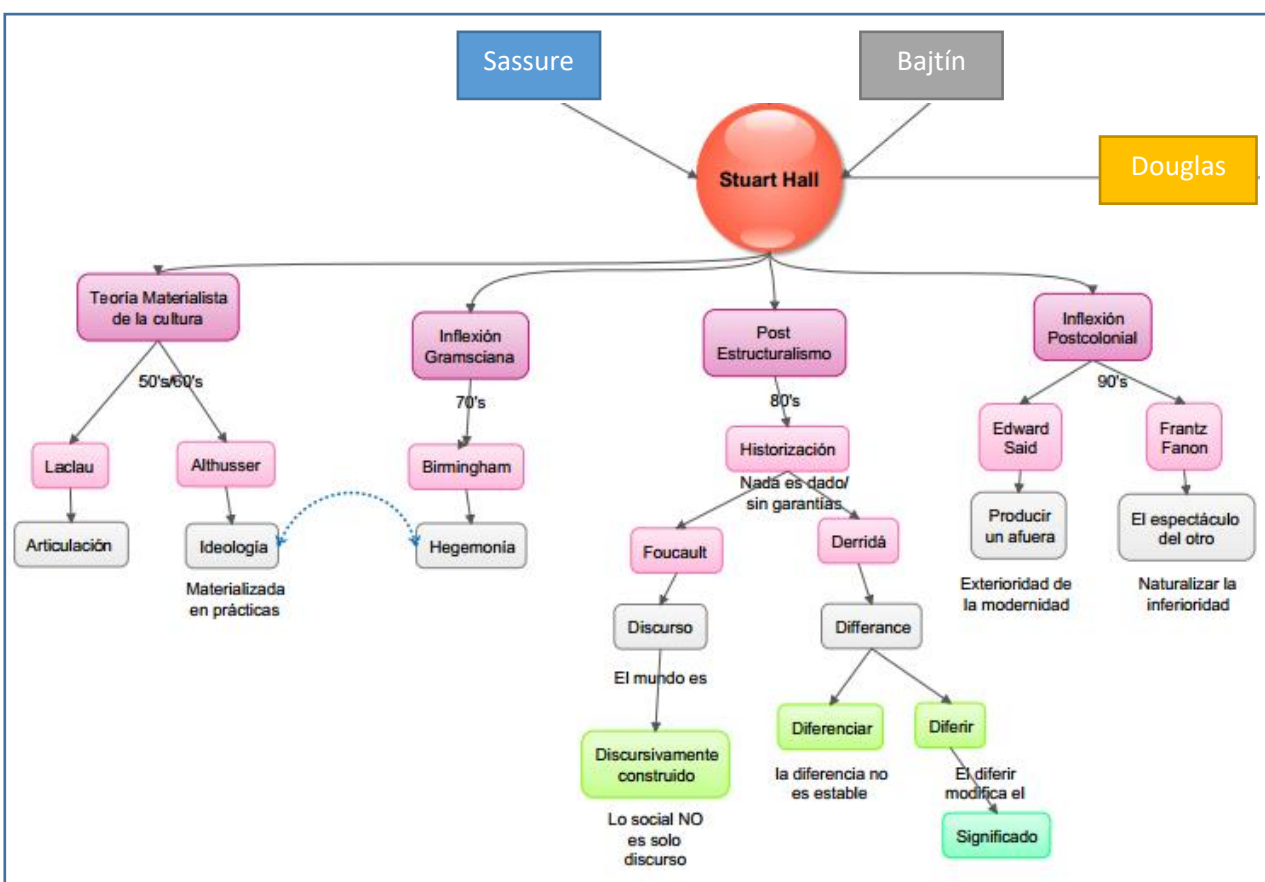 Sassure
Bajtín
Douglas
Stuart Hall
Teoria Materialista
de la cultura
Inflexión
Gramsciana
Post
Estructuralismo
Inflexión
Postcolonial
50's/60's
70's
80's
90's
Laclau
Althusser
Birmingham
Historización
Edward
Said
Frantz
Fanon
Nada es dado/
sin garantías
Articulación
Ideología
Hegemonía
Foucault
Derridá
Producir
un afuera
El espectáculo
del otro
Materializada
en prácticas
Exterioridad de
la modernidad
Naturalizar la
inferioridad
Discurso
Differance
El mundo es
Diferenciar
Diferir
Discursivamente
construido
la diferencia no
es estable
El diferir
modifica el
Lo social NO
es solo
discurso
Significado